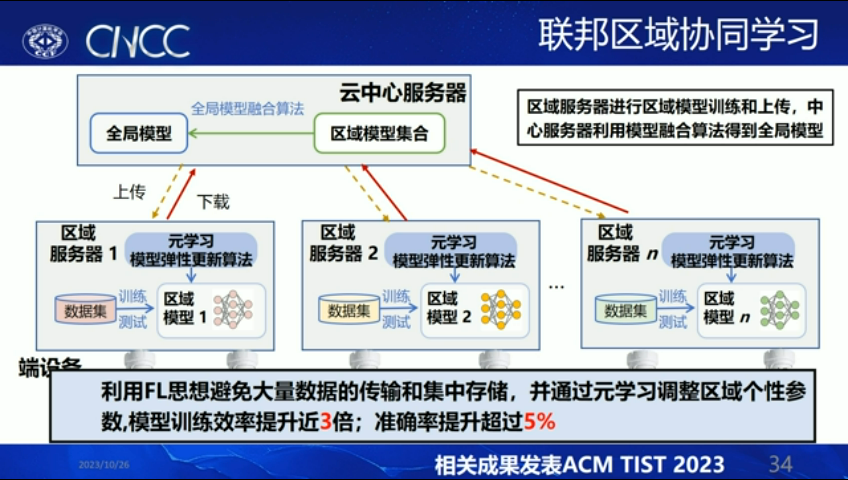 CNCC
联邦区域协同学习
云中心服务器
全局模型融合算法
全局模型
区域模型集合
区域服务器进行区域模型训练和上传，中
心服务器利用模型融合算法得到全局模型
上传
下载
区域
服务器 1
元学习
模型弹性更新算法
数据集
训练
测试
区域
模型 1
区域
服务器 2
元学习
模型弹性更新算法
数据集
训练
测试
区域
模型 2
...
区域
服务器 n
元学习
模型弹性更新算法
数据集
训练
测试
区域
模型 n
端设备
利用FL思想避免大量数据的传输和集中存储，并通过元学习调整区域个性参
数,模型训练效率提升近3倍；准确率提升超过5%
2023/10/26
相关成果发表ACM TIST 2023
34